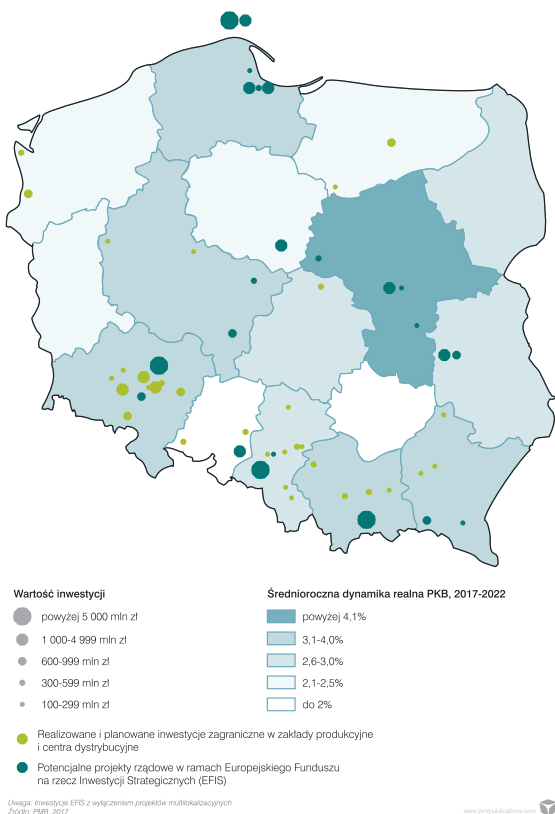 Wartość inwestycji
powyżej 5 000 mln zł
1 000-4 999 mln zł
600-999 mln zł
300-599 mln zł
100-299 mln zł
Średnioroczna dynamika realna PKB, 2017-2022
powyżej 4,1%
3,1-4,0%
2,6-3,0%
2,1-2,5%
do 2%
Realizowane i planowane inwestycje zagraniczne w zakłady produkcyjne
i centra dystrybucyjne
Potencjalne projekty rządowe w ramach Europejskiego Funduszu
na rzecz Inwestycji Strategicznych (EFIS)
Uwaga: Inwestycje EFIS z wyłączeniem projektów multilokalizacyjnych
Źródło: PMR, 2017
www.pmrpublications.com